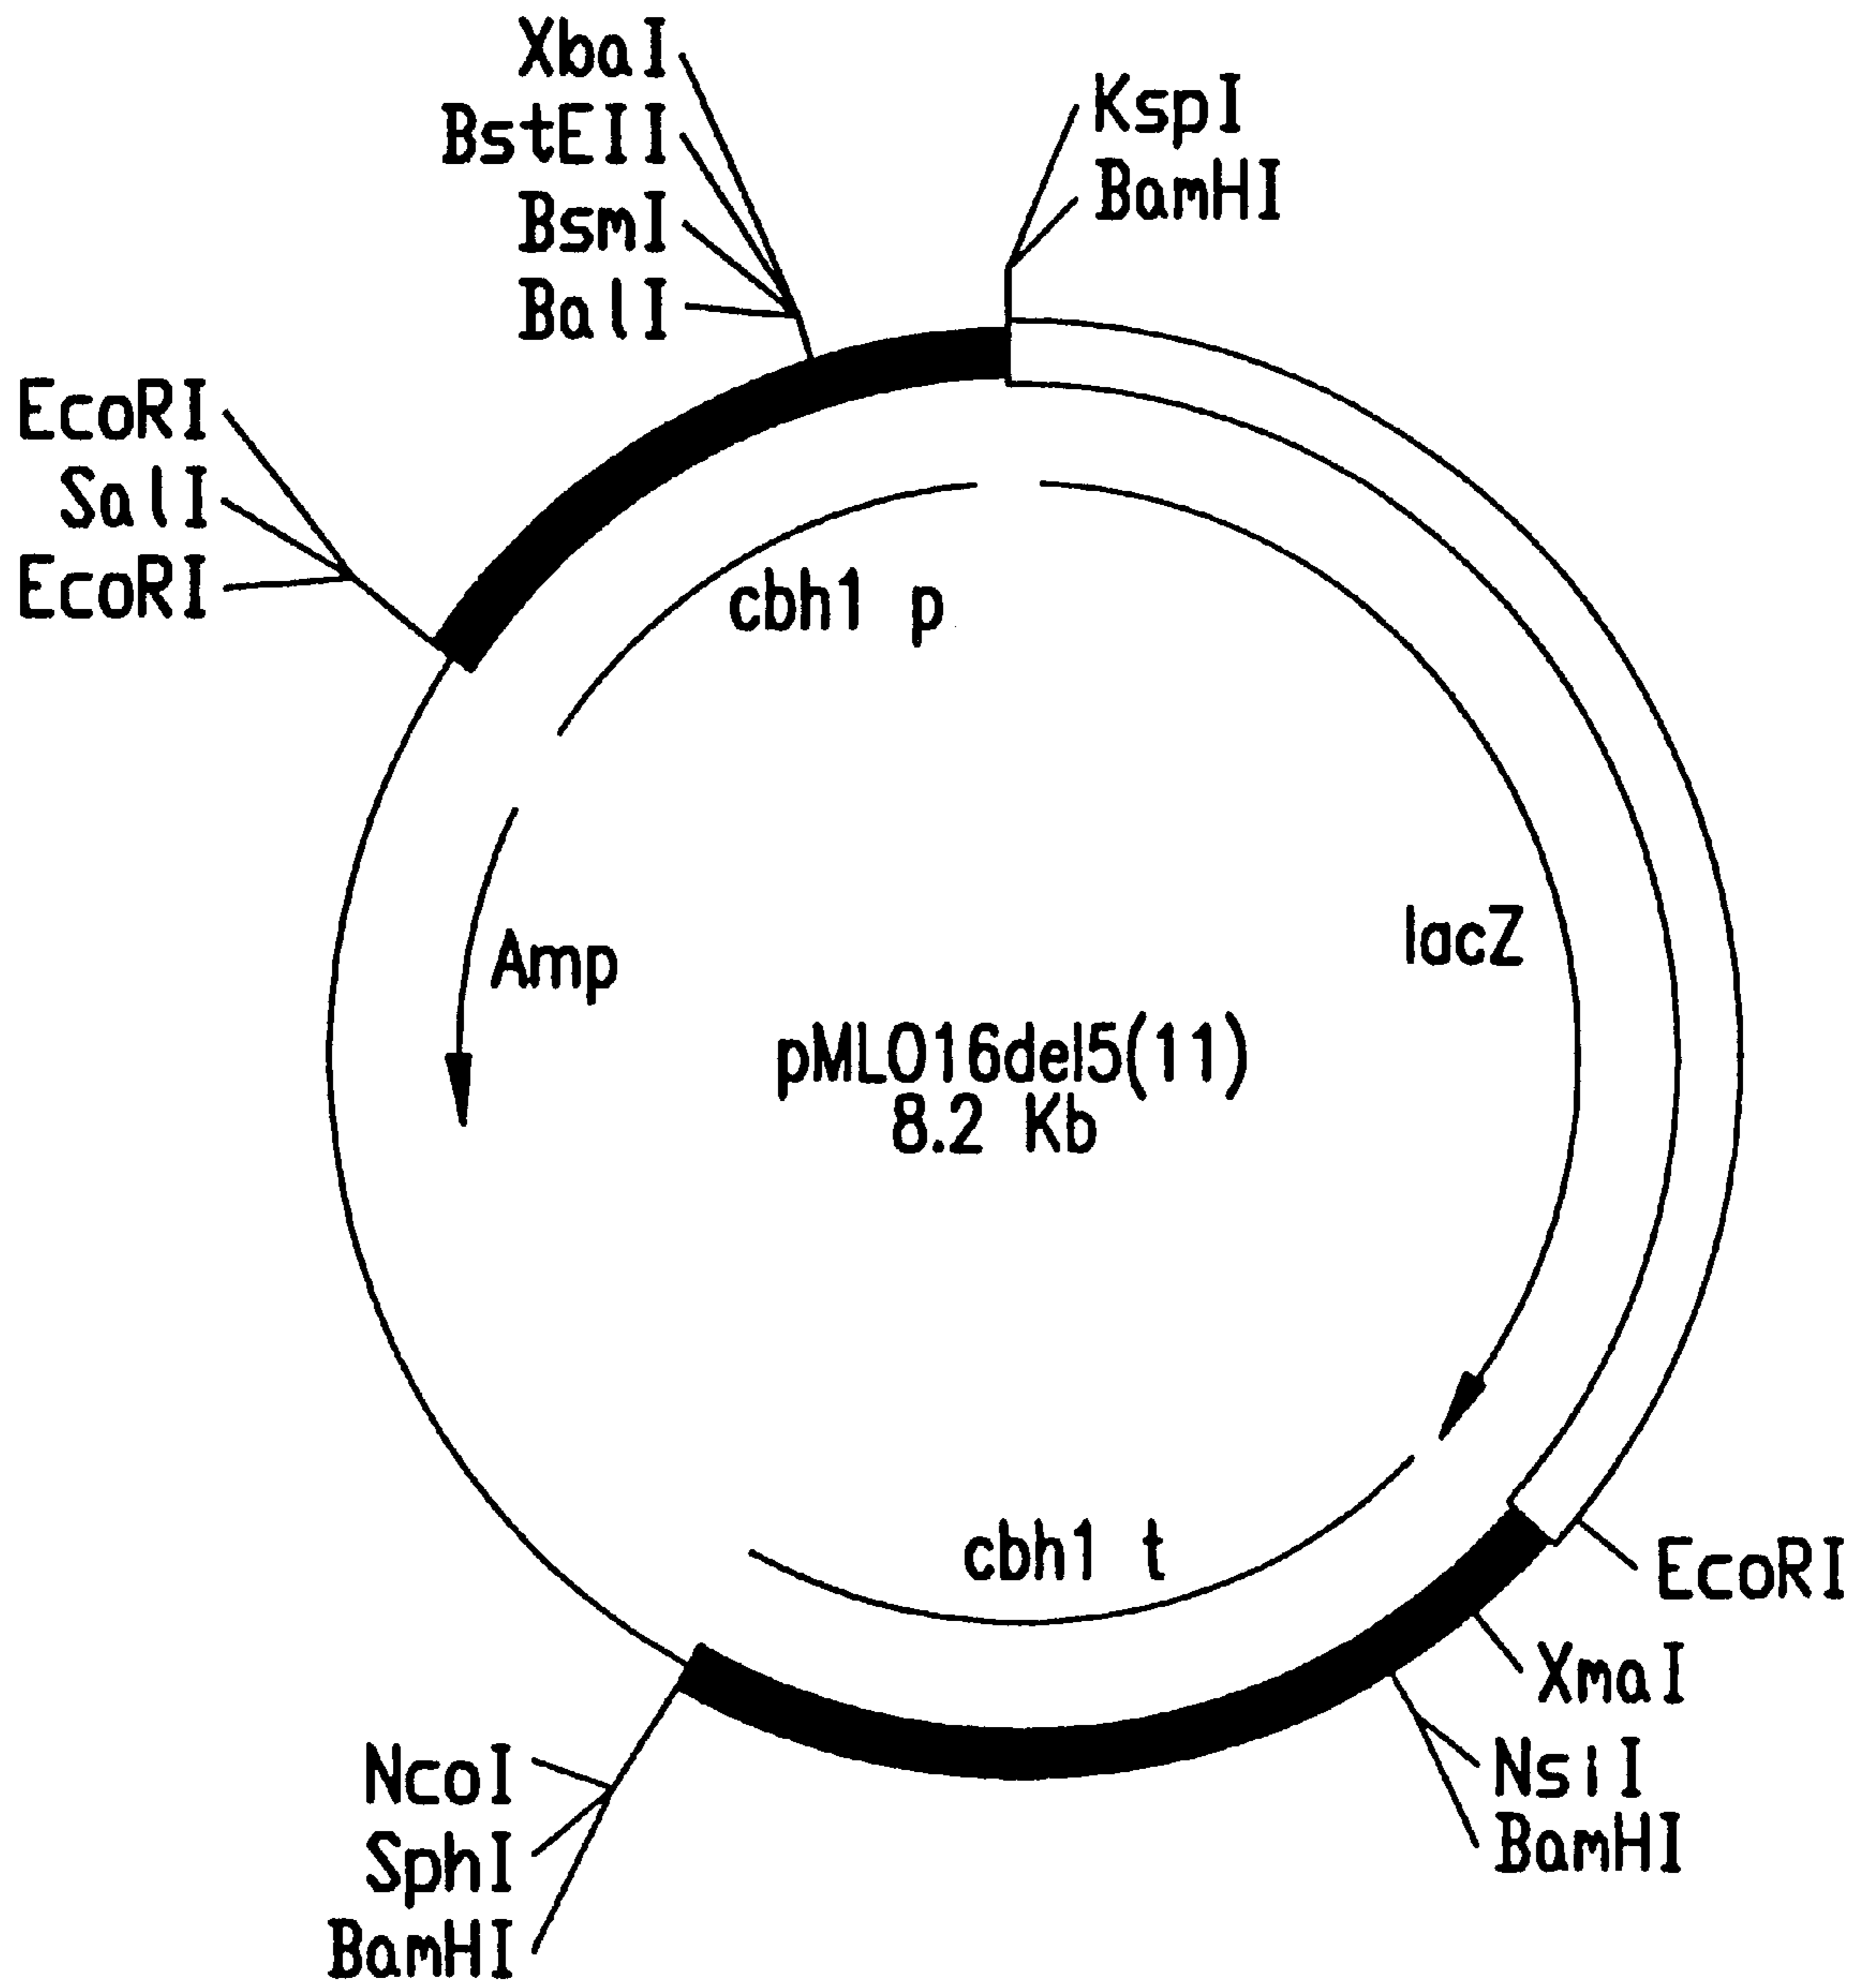 XbaI
BstEII
BsmI
BalI
KspI
BamHI
EcoRI
SalI
EcoRI
cbh1 p
Amp
lacZ
pMLO16del5(11)
8.2 Kb
cbh1 t
EcoRI
XmaI
NsiI
BamHI
NcoI
SphI
BamHI